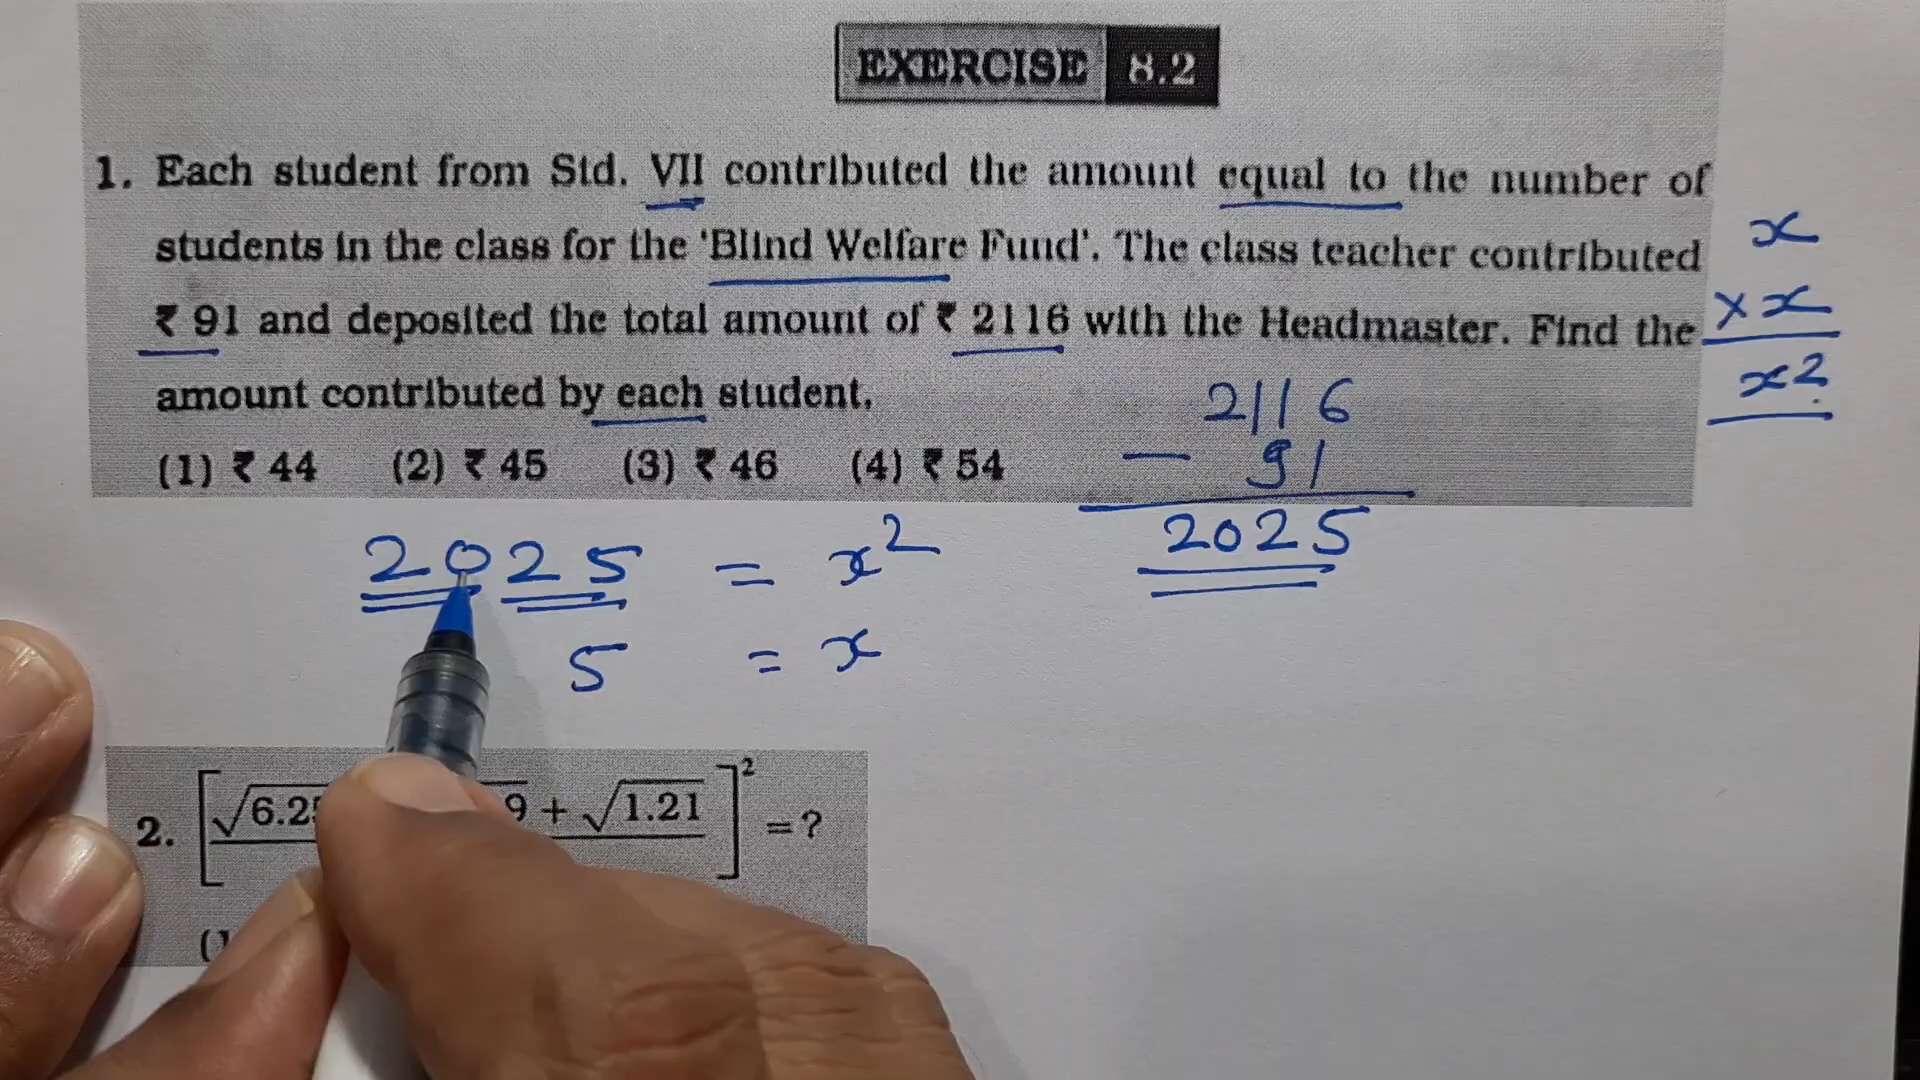 EXERCISE 8.2
1. Each student from Std. VII contributed the amount equal to the number of
students in the class for the 'Blind Welfare Fund'. The class teacher contributed
₹ 91 and deposited the total amount of ₹ 2116 with the Headmaster. Find the
amount contributed by each student.
(1) ₹ 44 (2) ₹ 45 (3) ₹ 46 (4) ₹ 54
x
× x
x²
2116
— 91
2025
2025 = x²
5 = x
2. [√6.2 9 + √1.21]² = ?